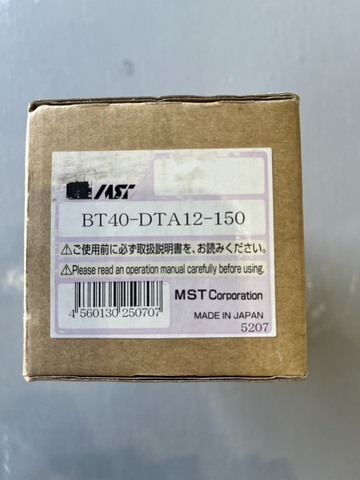 MST
BT40-DTA12-150
⚠ご使用前に必ず取扱説明書を、お読みください。
⚠Please read an operation manual carefully before using.
4 560130 250707
MST Corporation
MADE IN JAPAN
5207